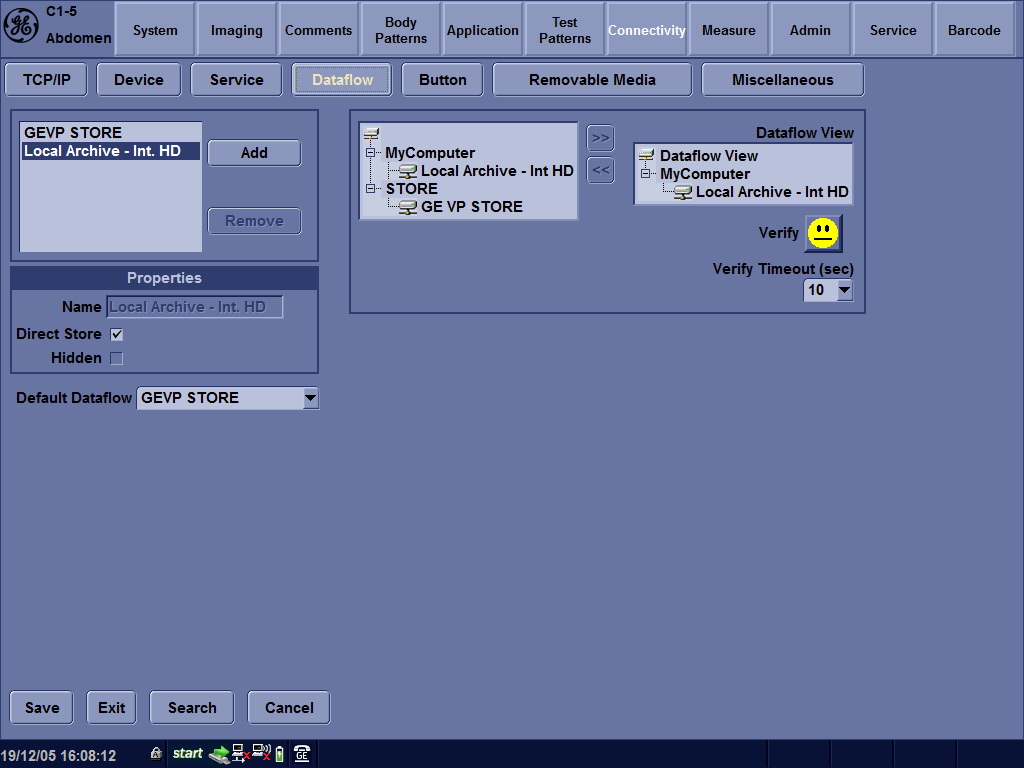 C1-5
Abdomen
System
Imaging
Comments
Body
Patterns
Application
Test
Patterns
Connectivity
Measure
Admin
Service
Barcode
TCP/IP
Device
Service
Dataflow
Button
Removable Media
Miscellaneous
GEVP STORE
Local Archive - Int. HD
Add
Remove
MyComputer
Local Archive - Int HD
STORE
GE VP STORE
>>
<<
Dataflow View
Dataflow View
MyComputer
Local Archive - Int HD
Verify
Verify Timeout (sec)
10
Properties
Name Local Archive - Int. HD
Direct Store
Hidden
Default Dataflow GEVP STORE
Save
Exit
Search
Cancel
19/12/05 16:08:12
start
GE